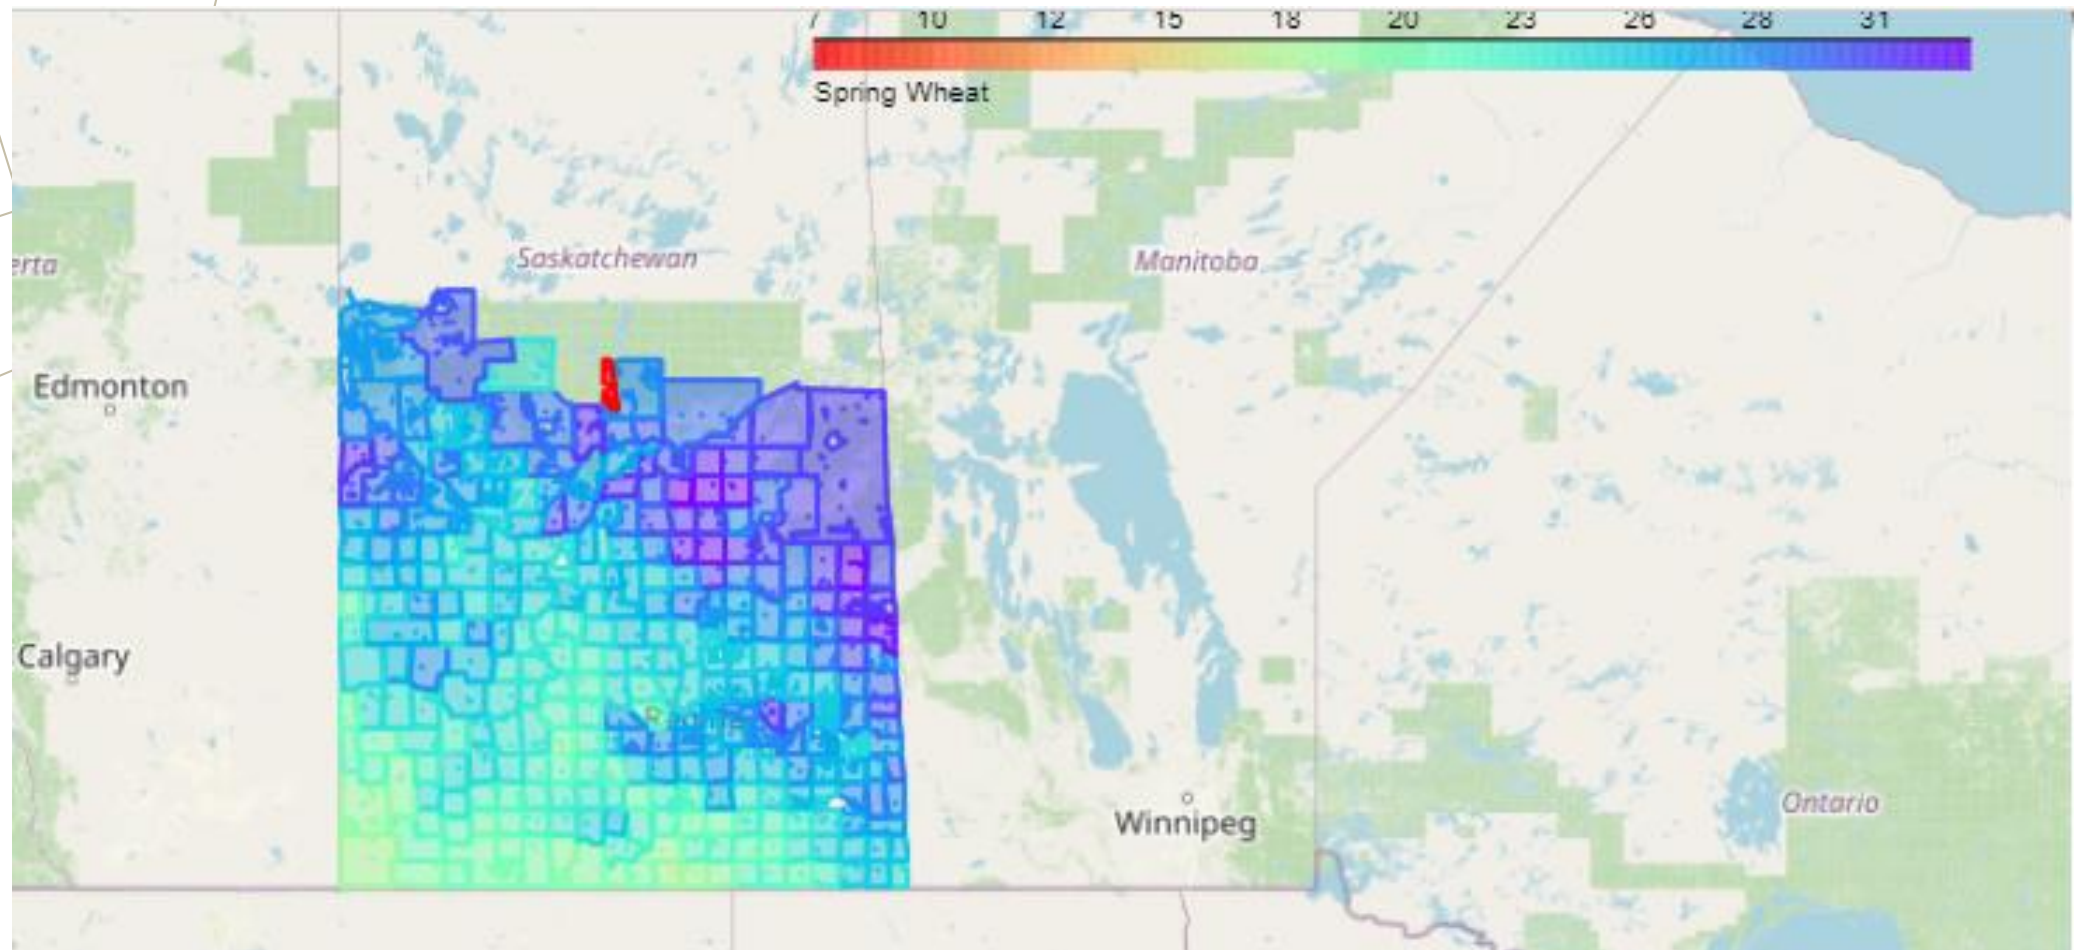 7 10 12 15 18 20 23 26 28 31
Spring Wheat
Saskatchewan
Manitoba
erta
Edmonton
Calgary
Winnipeg
Ontario